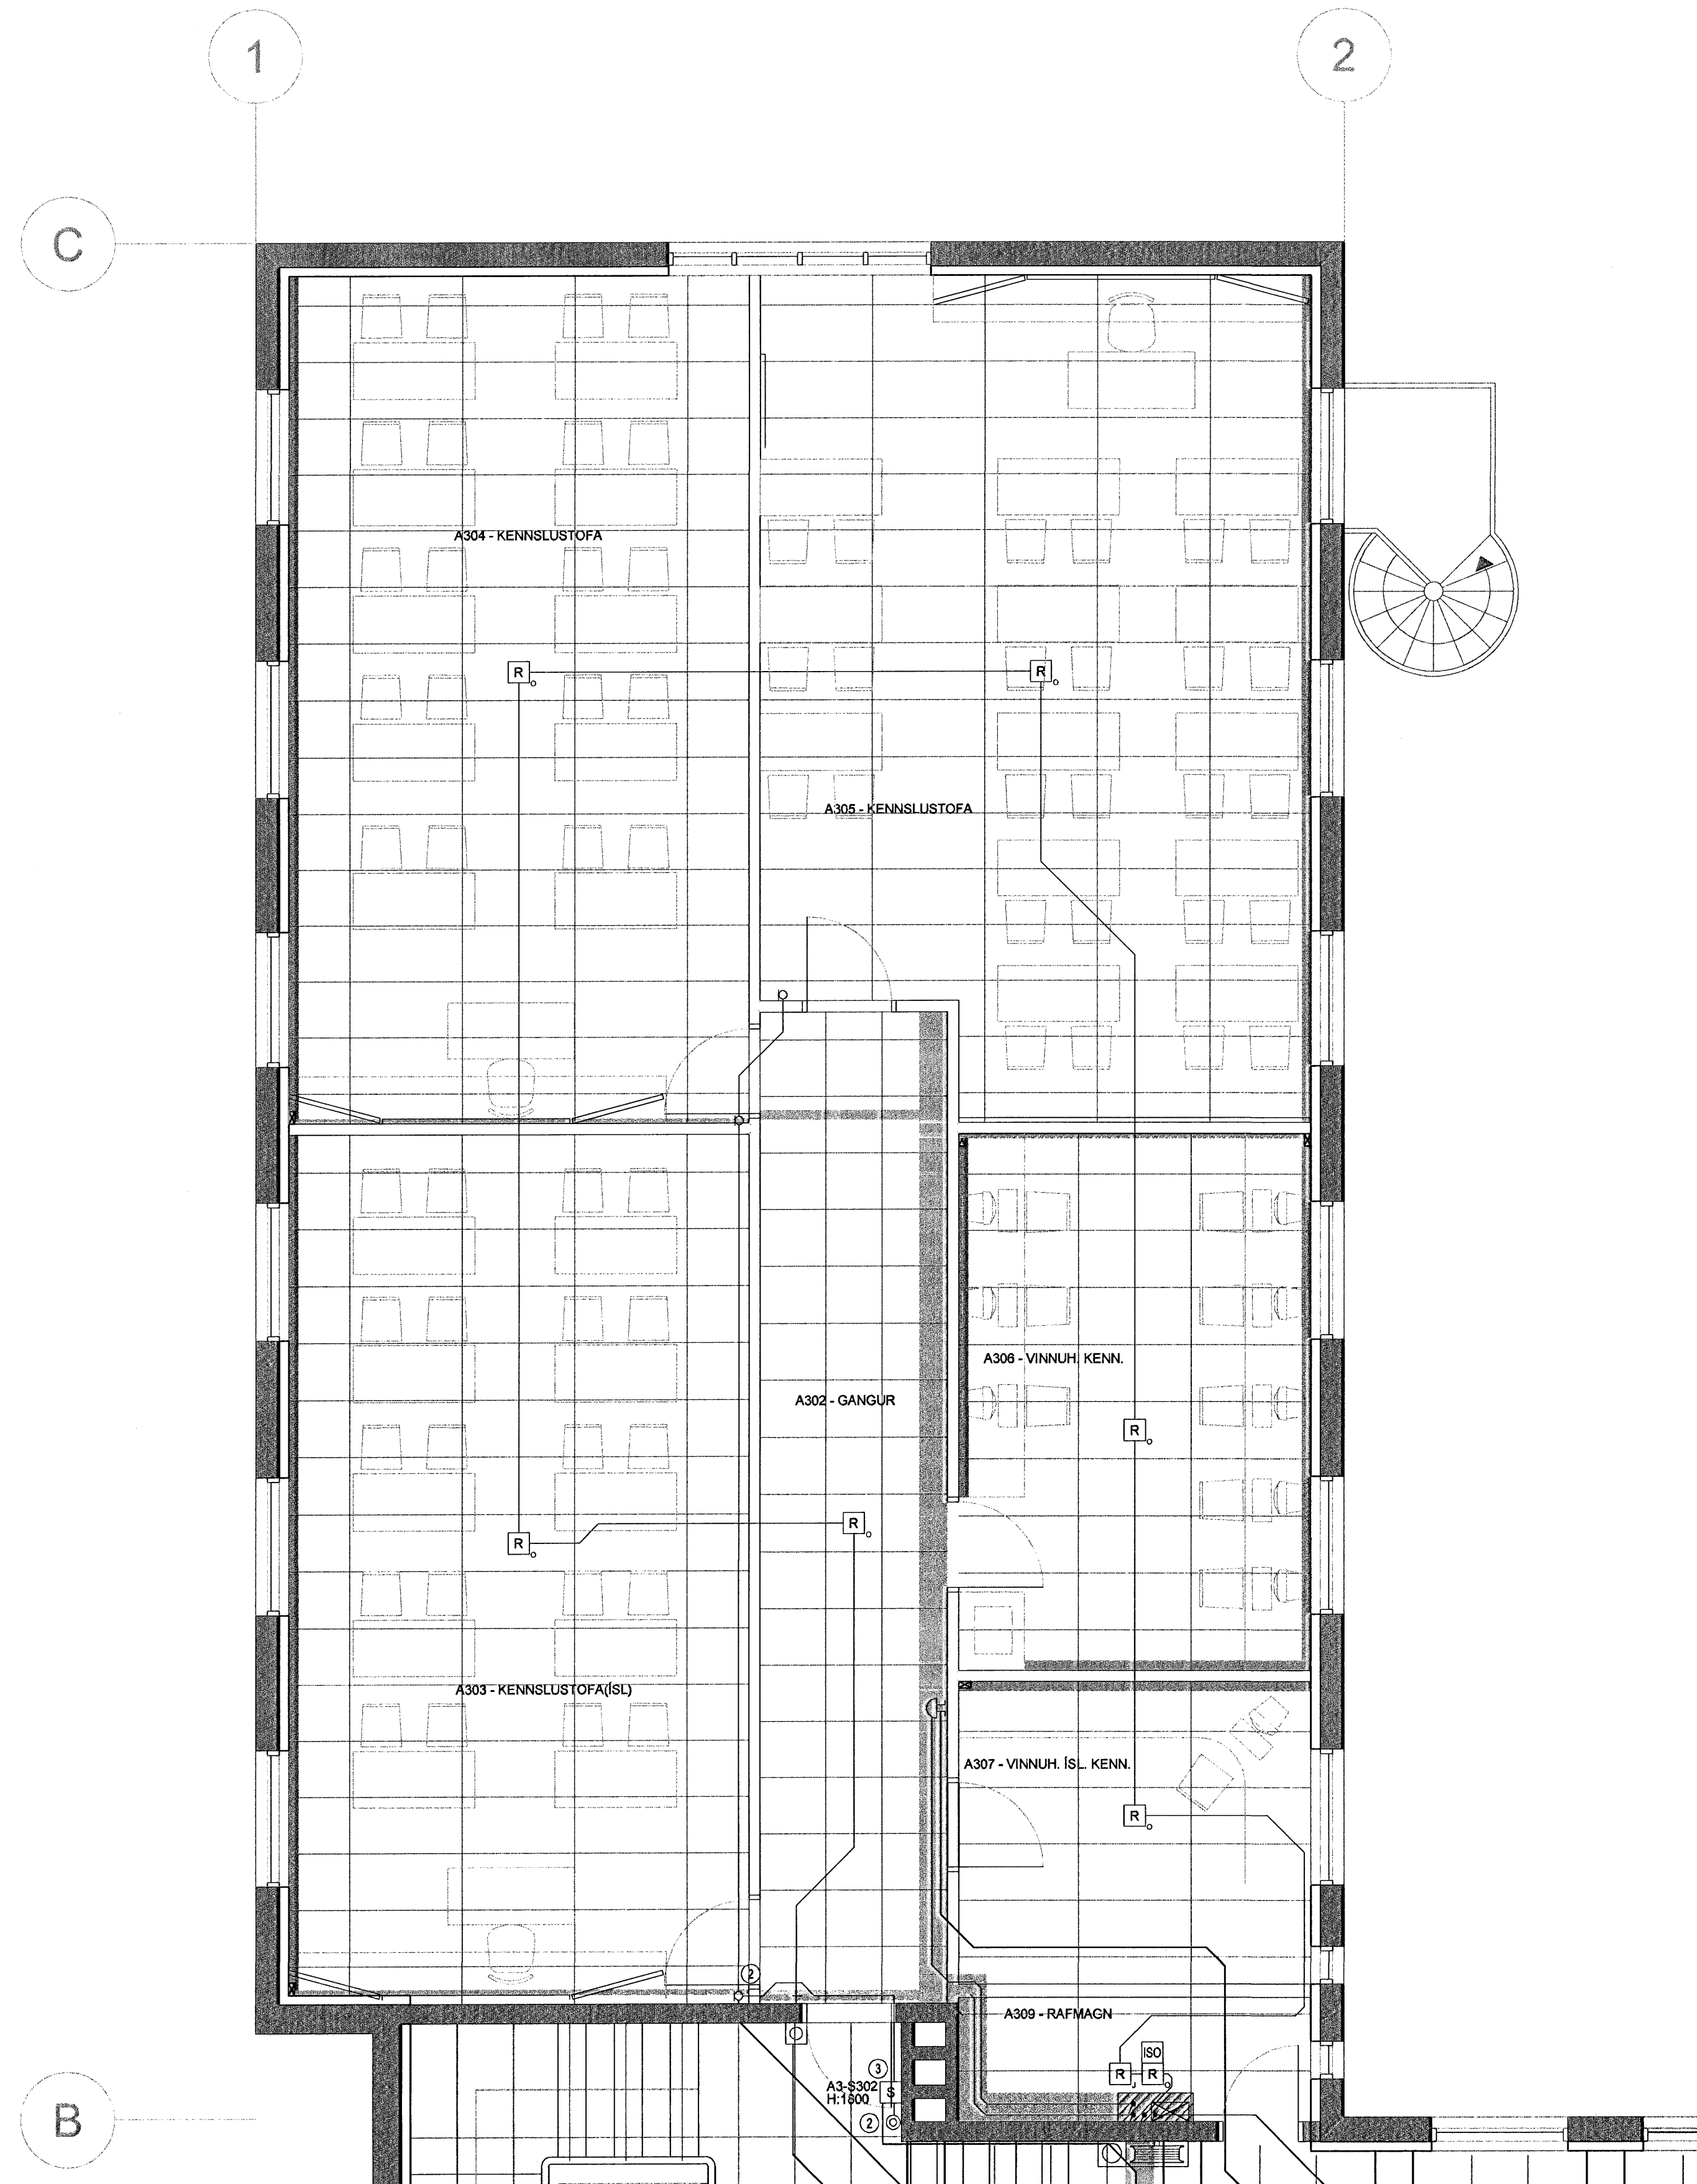 1
2
C
A304 - KENNSLUSTOFA
R
R
A305 - KENNSLUSTOFA
A306 - VINNUH. KENN.
A302 - GANGUR
R
R
R
A303 - KENNSLUSTOFA(ÍSL)
A307 - VINNUH. ÍSL. KENN.
R
2
A309 - RAFMAGN
ISO
R
R
3
A3-S302
H:1800
S
2
B